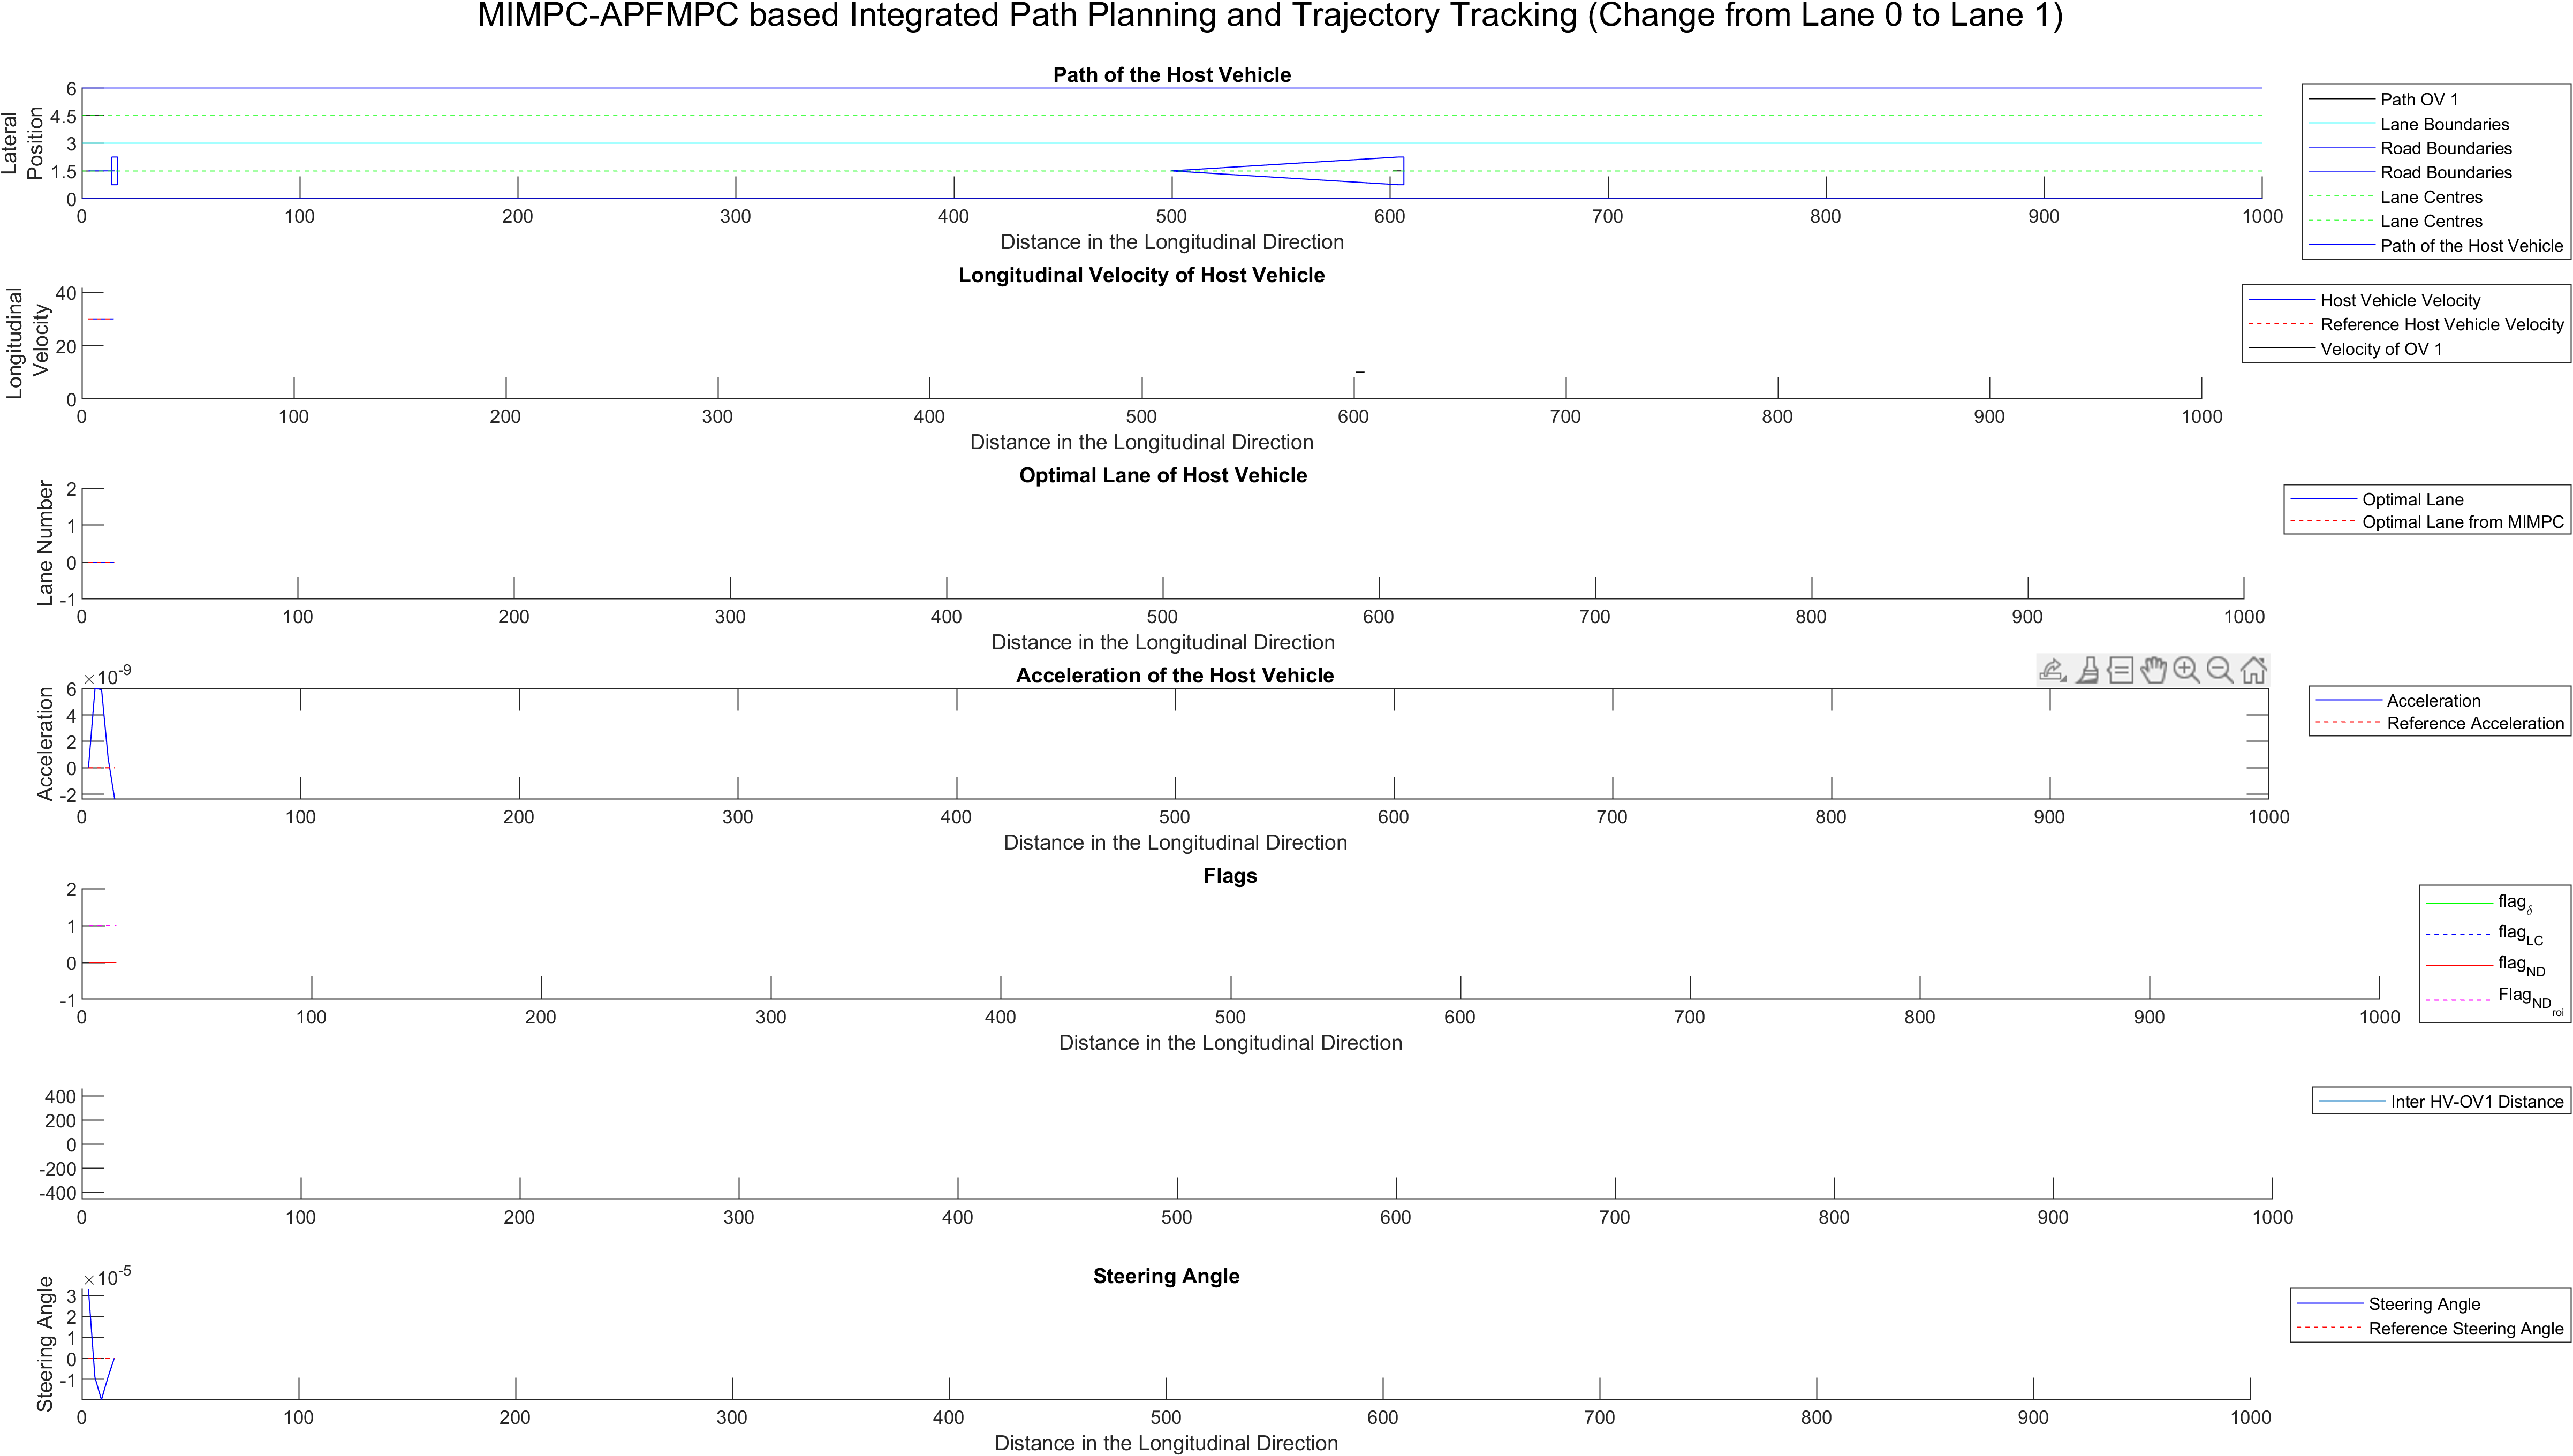 MIMPC-APFMPC based Integrated Path Planning and Trajectory Tracking (Change from Lane 0 to Lane 1)
Path of the Host Vehicle
Lateral
Position
6
4.5
3
1.5
0
0 100 200 300 400 500 600 700 800 900 1000
Distance in the Longitudinal Direction
Path OV 1
Lane Boundaries
Road Boundaries
Road Boundaries
Lane Centres
Lane Centres
Path of the Host Vehicle
Longitudinal Velocity of Host Vehicle
Longitudinal
Velocity
40
20
0
0 100 200 300 400 500 600 700 800 900 1000
Distance in the Longitudinal Direction
Host Vehicle Velocity
Reference Host Vehicle Velocity
Velocity of OV 1
Optimal Lane of Host Vehicle
Lane Number
2
1
0
-1
0 100 200 300 400 500 600 700 800 900 1000
Distance in the Longitudinal Direction
Optimal Lane
Optimal Lane from MIMPC
Acceleration of the Host Vehicle
×10-9
Acceleration
6
4
2
0
-2
0 100 200 300 400 500 600 700 800 900 1000
Distance in the Longitudinal Direction
Acceleration
Reference Acceleration
Flags
2
1
0
-1
0 100 200 300 400 500 600 700 800 900 1000
Distance in the Longitudinal Direction
flagδ
flagLC
flagND
FlagNDroi
400
200
0
-200
-400
0 100 200 300 400 500 600 700 800 900 1000
Inter HV-OV1 Distance
Steering Angle
×10-5
Steering Angle
3
2
1
0
-1
0 100 200 300 400 500 600 700 800 900 1000
Distance in the Longitudinal Direction
Steering Angle
Reference Steering Angle